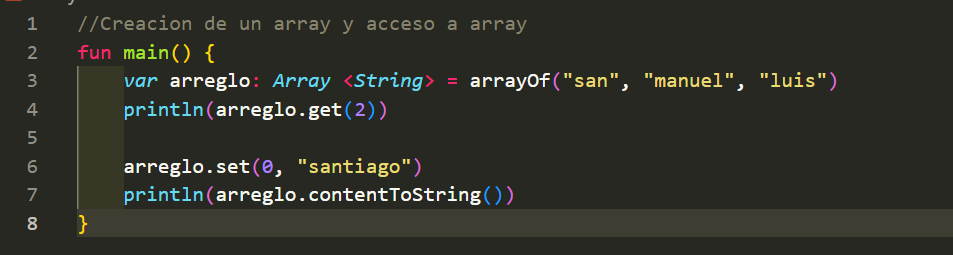 1 //Creacion de un array y acceso a array
2 fun main() {
3     var arreglo: Array <String> = arrayOf("san", "manuel", "luis")
4     println(arreglo.get(2))
5
6     arreglo.set(0, "santiago")
7     println(arreglo.contentToString())
8 }